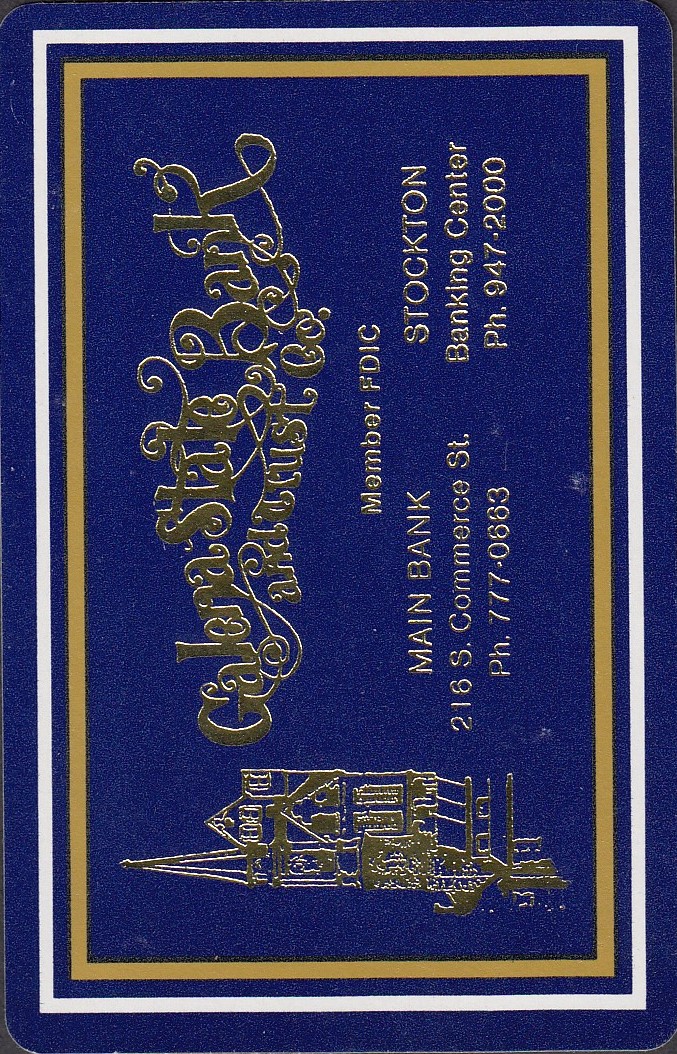 Galena State Bank
and Trust Co.
Member FDIC
MAIN BANK
216 S. Commerce St.
Ph. 777-0663
STOCKTON
Banking Center
Ph. 947-2000